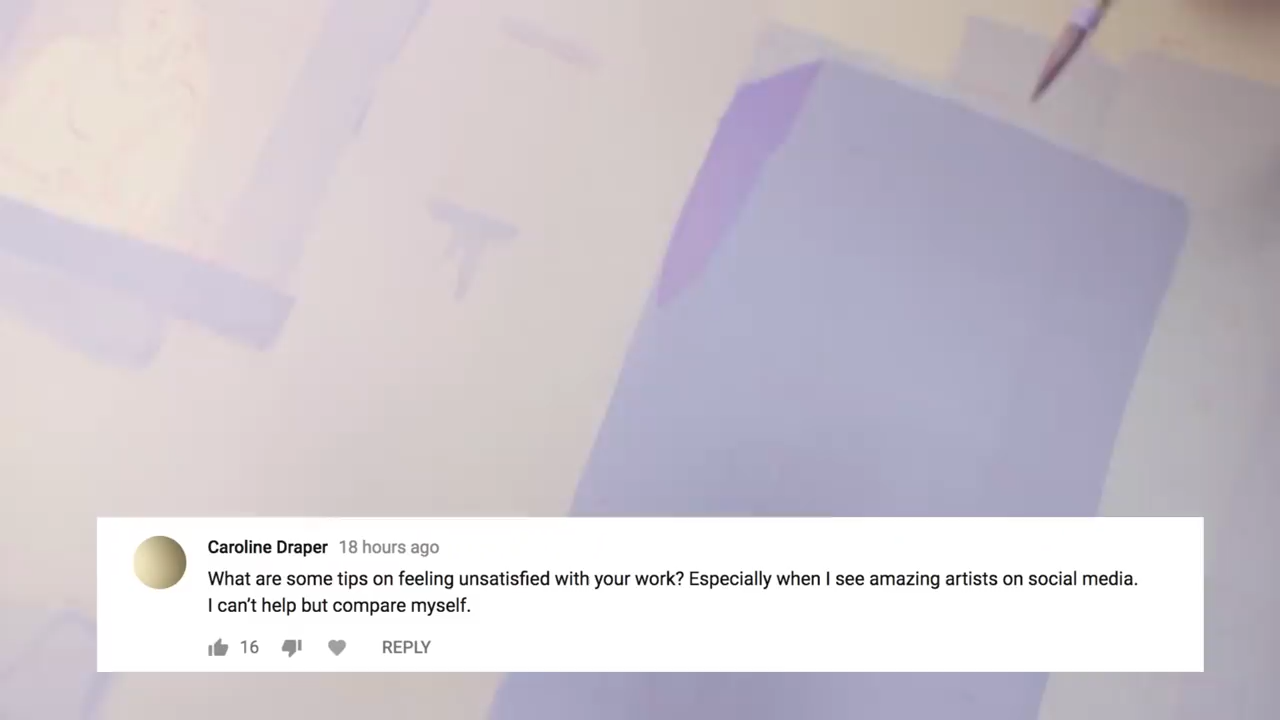 Caroline Draper 18 hours ago
What are some tips on feeling unsatisfied with your work? Especially when I see amazing artists on social media.
I can't help but compare myself.
16 REPLY